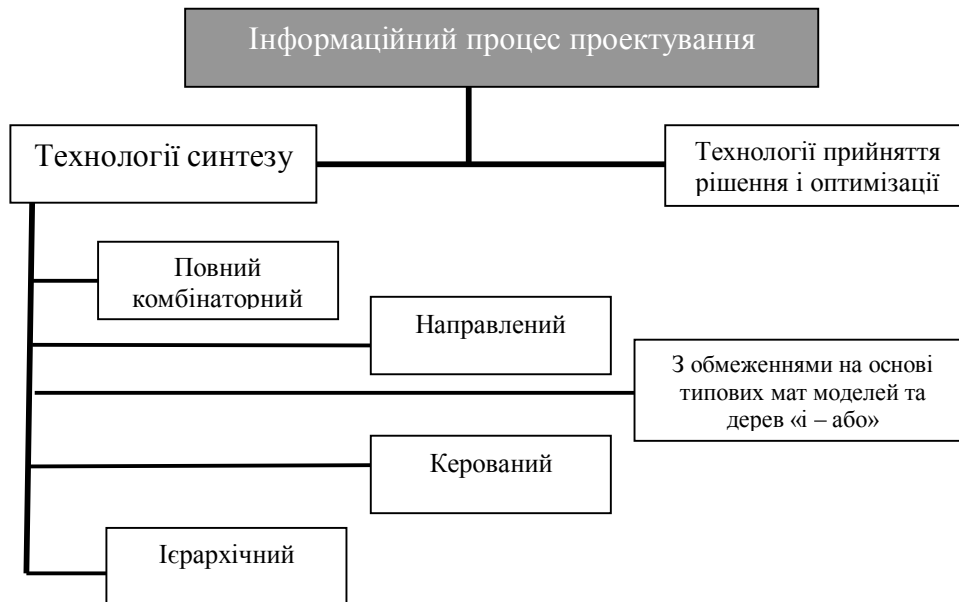 Інформаційний процес проектування
Технології синтезу
Технології прийняття
рішення і оптимізації
Повний
комбінаторний
Направлений
З обмеженнями на основі
типових мат моделей та
дерев «і – або»
Керований
Ієрархічний